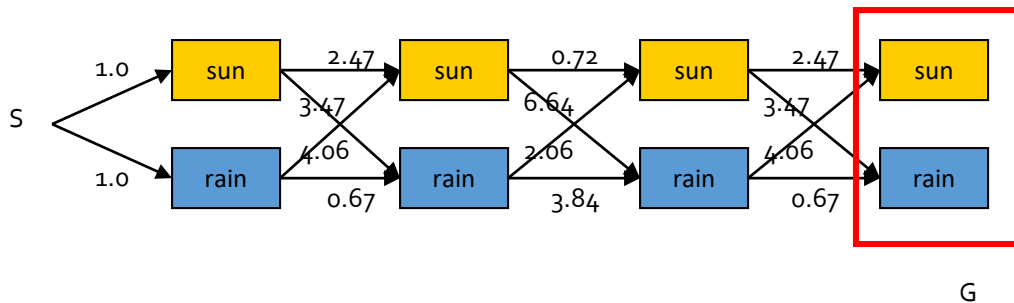 1.0 sun 2.47 sun 0.72 sun 2.47 sun
S 3.47 6.64 3.47
4.06 2.06 4.06
1.0 rain 0.67 rain 3.84 rain 0.67 rain
G